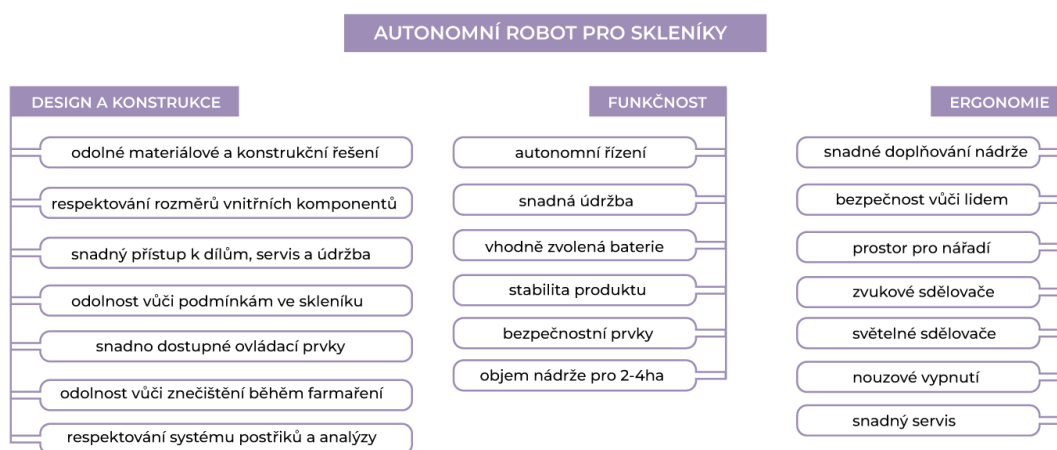 AUTONOMNÍ ROBOT PRO SKLENÍKY
DESIGN A KONSTRUKCE
odolné materiálové a konstrukční řešení
respektování rozměrů vnitřních komponentů
snadný přístup k dílům, servis a údržba
odolnost vůči podmínkám ve skleníku
snadno dostupné ovládací prvky
odolnost vůči znečištění během farmaření
respektování systému postřiků a analýzy
FUNKČNOST
autonomní řízení
snadná údržba
vhodně zvolená baterie
stabilita produktu
bezpečnostní prvky
objem nádrže pro 2-4ha
ERGONOMIE
snadné doplňování nádrže
bezpečnost vůči lidem
prostor pro nářadí
zvukové sdělovače
světelné sdělovače
nouzové vypnutí
snadný servis